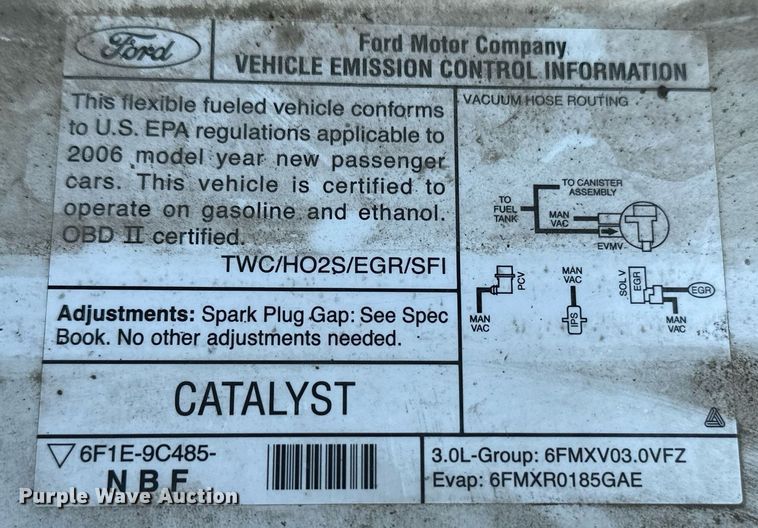 Ford
Ford Motor Company
VEHICLE EMISSION CONTROL INFORMATION
This flexible fueled vehicle conforms
to U.S. EPA regulations applicable to
2006 model year new passenger
cars. This vehicle is certified to
operate on gasoline and ethanol.
OBD II certified.
TWC/HO2S/EGR/SFI
Adjustments: Spark Plug Gap: See Spec
Book. No other adjustments needed.
CATALYST
6F1E-9C485-
NBF
VACUUM HOSE ROUTING
TO CANISTER
ASSEMBLY
TO
FUEL
TANK
MAN
VAC
EVMV
PCV
MAN
VAC
MAN
VAC
IPS
SOL V
EGR
EGR
MAN
VAC
3.0L-Group: 6FMXV03.0VFZ
Evap: 6FMXR0185GAE
Purple Wave Auction